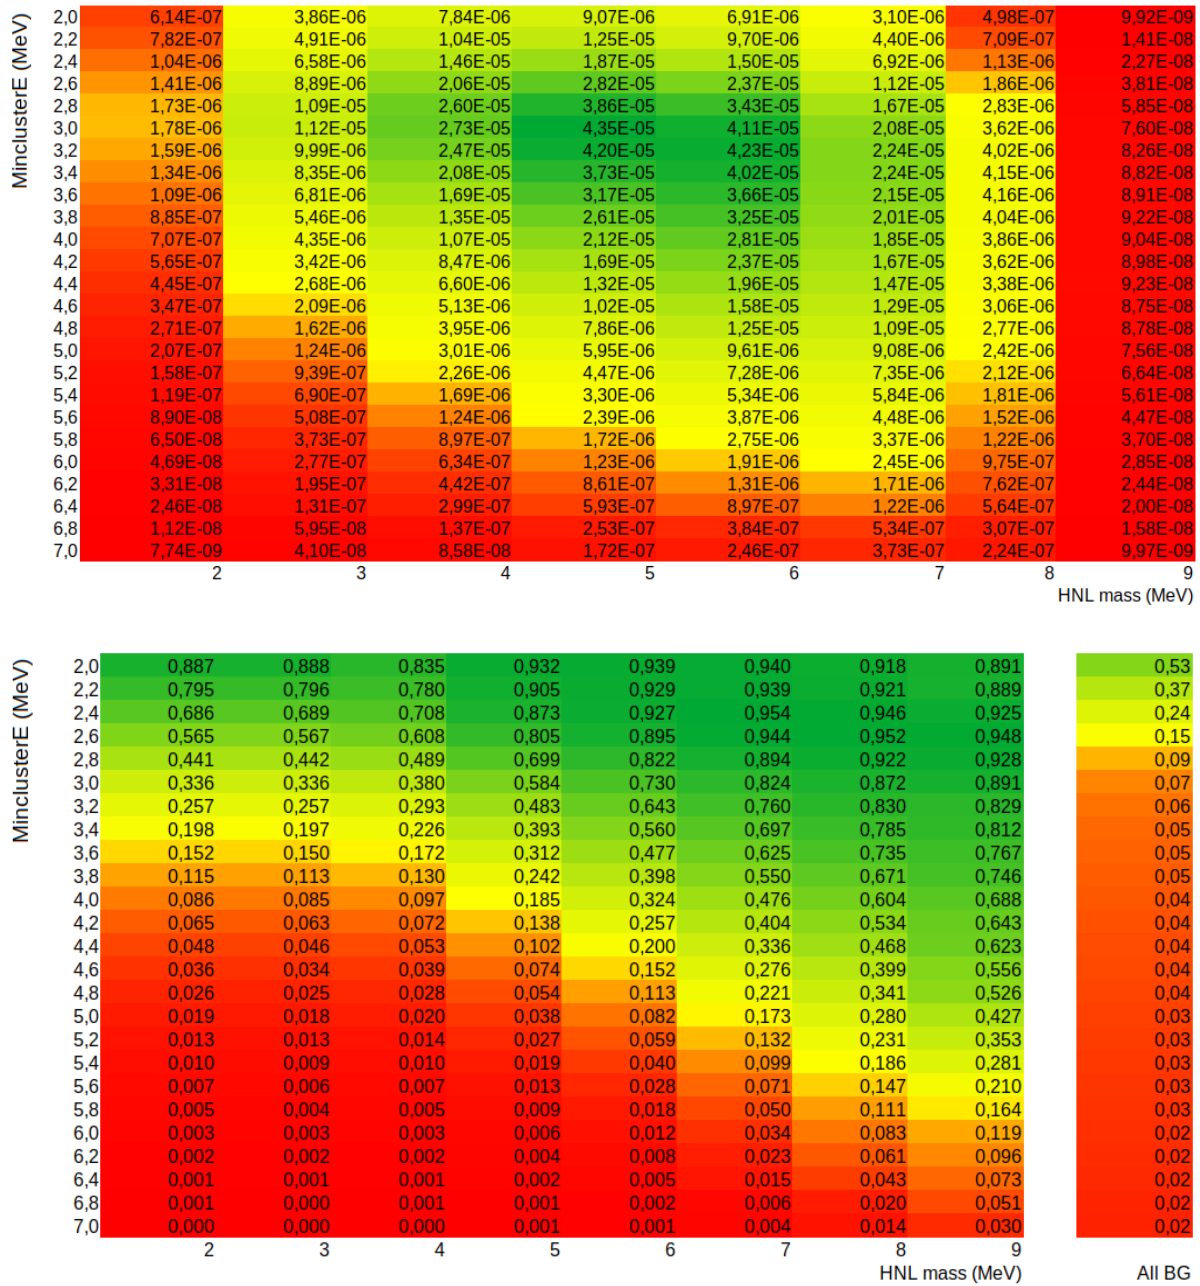 MinclusterE (MeV)
2,0 6,14E-07 3,86E-06 7,84E-06 9,07E-06 6,91E-06 3,10E-06 4,98E-07 9,92E-09
2,2 7,82E-07 4,91E-06 1,04E-05 1,25E-05 9,70E-06 4,40E-06 7,09E-07 1,41E-08
2,4 1,04E-06 6,58E-06 1,46E-05 1,87E-05 1,50E-05 6,92E-06 1,13E-06 2,27E-08
2,6 1,41E-06 8,89E-06 2,06E-05 2,82E-05 2,37E-05 1,12E-05 1,86E-06 3,81E-08
2,8 1,73E-06 1,09E-05 2,60E-05 3,86E-05 3,43E-05 1,67E-05 2,83E-06 5,85E-08
3,0 1,78E-06 1,12E-05 2,73E-05 4,35E-05 4,11E-05 2,08E-05 3,62E-06 7,60E-08
3,2 1,59E-06 9,99E-06 2,47E-05 4,20E-05 4,23E-05 2,24E-05 4,02E-06 8,26E-08
3,4 1,34E-06 8,35E-06 2,08E-05 3,73E-05 4,02E-05 2,24E-05 4,15E-06 8,82E-08
3,6 1,09E-06 6,81E-06 1,69E-05 3,17E-05 3,66E-05 2,15E-05 4,16E-06 8,91E-08
3,8 8,85E-07 5,46E-06 1,35E-05 2,61E-05 3,25E-05 2,01E-05 4,04E-06 9,22E-08
4,0 7,07E-07 4,35E-06 1,07E-05 2,12E-05 2,81E-05 1,85E-05 3,86E-06 9,04E-08
4,2 5,65E-07 3,42E-06 8,47E-06 1,69E-05 2,37E-05 1,67E-05 3,62E-06 8,98E-08
4,4 4,45E-07 2,68E-06 6,60E-06 1,32E-05 1,96E-05 1,47E-05 3,38E-06 9,23E-08
4,6 3,47E-07 2,09E-06 5,13E-06 1,02E-05 1,58E-05 1,29E-05 3,06E-06 8,75E-08
4,8 2,71E-07 1,62E-06 3,95E-06 7,86E-06 1,25E-05 1,09E-05 2,77E-06 8,78E-08
5,0 2,07E-07 1,24E-06 3,01E-06 5,95E-06 9,61E-06 9,08E-06 2,42E-06 7,56E-08
5,2 1,58E-07 9,39E-07 2,26E-06 4,47E-06 7,28E-06 7,35E-06 2,12E-06 6,64E-08
5,4 1,19E-07 6,90E-07 1,69E-06 3,30E-06 5,34E-06 5,84E-06 1,81E-06 5,61E-08
5,6 8,90E-08 5,08E-07 1,24E-06 2,39E-06 3,87E-06 4,48E-06 1,52E-06 4,47E-08
5,8 6,50E-08 3,73E-07 8,97E-07 1,72E-06 2,75E-06 3,37E-06 1,22E-06 3,70E-08
6,0 4,69E-08 2,77E-07 6,34E-07 1,23E-06 1,91E-06 2,45E-06 9,75E-07 2,85E-08
6,2 3,31E-08 1,95E-07 4,42E-07 8,61E-07 1,31E-06 1,71E-06 7,62E-07 2,44E-08
6,4 2,46E-08 1,31E-07 2,99E-07 5,93E-07 8,97E-07 1,22E-06 5,64E-07 2,00E-08
6,8 1,12E-08 5,95E-08 1,37E-07 2,53E-07 3,84E-07 5,34E-07 3,07E-07 1,58E-08
7,0 7,74E-09 4,10E-08 8,58E-08 1,72E-07 2,46E-07 3,73E-07 2,24E-07 9,97E-09
2 3 4 5 6 7 8 9
HNL mass (MeV)
MinclusterE (MeV)
2,0 0,887 0,888 0,835 0,932 0,939 0,940 0,918 0,891 0,53
2,2 0,795 0,796 0,780 0,905 0,929 0,939 0,921 0,889 0,37
2,4 0,686 0,689 0,708 0,873 0,927 0,954 0,946 0,925 0,24
2,6 0,565 0,567 0,608 0,805 0,895 0,944 0,952 0,948 0,15
2,8 0,441 0,442 0,489 0,699 0,822 0,894 0,922 0,928 0,09
3,0 0,336 0,336 0,380 0,584 0,730 0,824 0,872 0,891 0,07
3,2 0,257 0,257 0,293 0,483 0,643 0,760 0,830 0,829 0,06
3,4 0,198 0,197 0,226 0,393 0,560 0,697 0,785 0,812 0,05
3,6 0,152 0,150 0,172 0,312 0,477 0,625 0,735 0,767 0,05
3,8 0,115 0,113 0,130 0,242 0,398 0,550 0,671 0,746 0,05
4,0 0,086 0,085 0,097 0,185 0,324 0,476 0,604 0,688 0,04
4,2 0,065 0,063 0,072 0,138 0,257 0,404 0,534 0,643 0,04
4,4 0,048 0,046 0,053 0,102 0,200 0,336 0,468 0,623 0,04
4,6 0,036 0,034 0,039 0,074 0,152 0,276 0,399 0,556 0,04
4,8 0,026 0,025 0,028 0,054 0,113 0,221 0,341 0,526 0,04
5,0 0,019 0,018 0,020 0,038 0,082 0,173 0,280 0,427 0,03
5,2 0,013 0,013 0,014 0,027 0,059 0,132 0,231 0,353 0,03
5,4 0,010 0,009 0,010 0,019 0,040 0,099 0,186 0,281 0,03
5,6 0,007 0,006 0,007 0,013 0,028 0,071 0,147 0,210 0,03
5,8 0,005 0,004 0,005 0,009 0,018 0,050 0,111 0,164 0,03
6,0 0,003 0,003 0,003 0,006 0,012 0,034 0,083 0,119 0,02
6,2 0,002 0,002 0,002 0,004 0,008 0,023 0,061 0,096 0,02
6,4 0,001 0,001 0,001 0,002 0,005 0,015 0,043 0,073 0,02
6,8 0,001 0,000 0,001 0,001 0,002 0,006 0,020 0,051 0,02
7,0 0,000 0,000 0,000 0,001 0,001 0,004 0,014 0,030 0,02
2 3 4 5 6 7 8 9
HNL mass (MeV) All BG